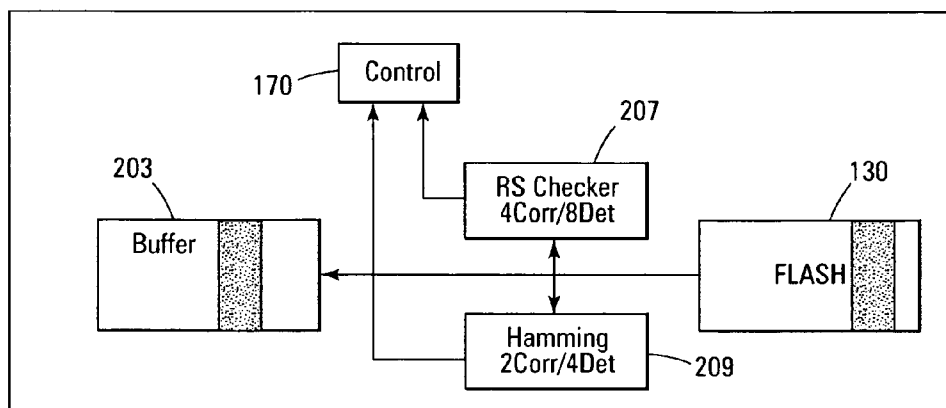 170
Control
207
203
RS Checker
4Corr/8Det
130
Buffer
FLASH
Hamming
2Corr/4Det
209